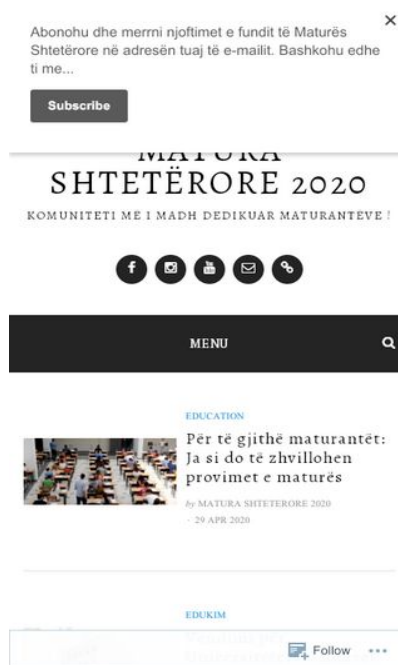 Abonohu dhe merrni njoftimet e fundit të Maturës
Shtetërore në adresën tuaj të e-mailit. Bashkohu edhe
ti me...
Subscribe
MATURA
SHTETËRORE 2020
KOMUNITETI MË I MADH DEDIKUAR MATURANTËVE !
MENU
EDUCATION
Për të gjithë maturantët:
Ja si do të zhvillohen
provimet e maturës
by MATURA SHTETERORE 2020
- 29 APR 2020
EDUKIM
Follow